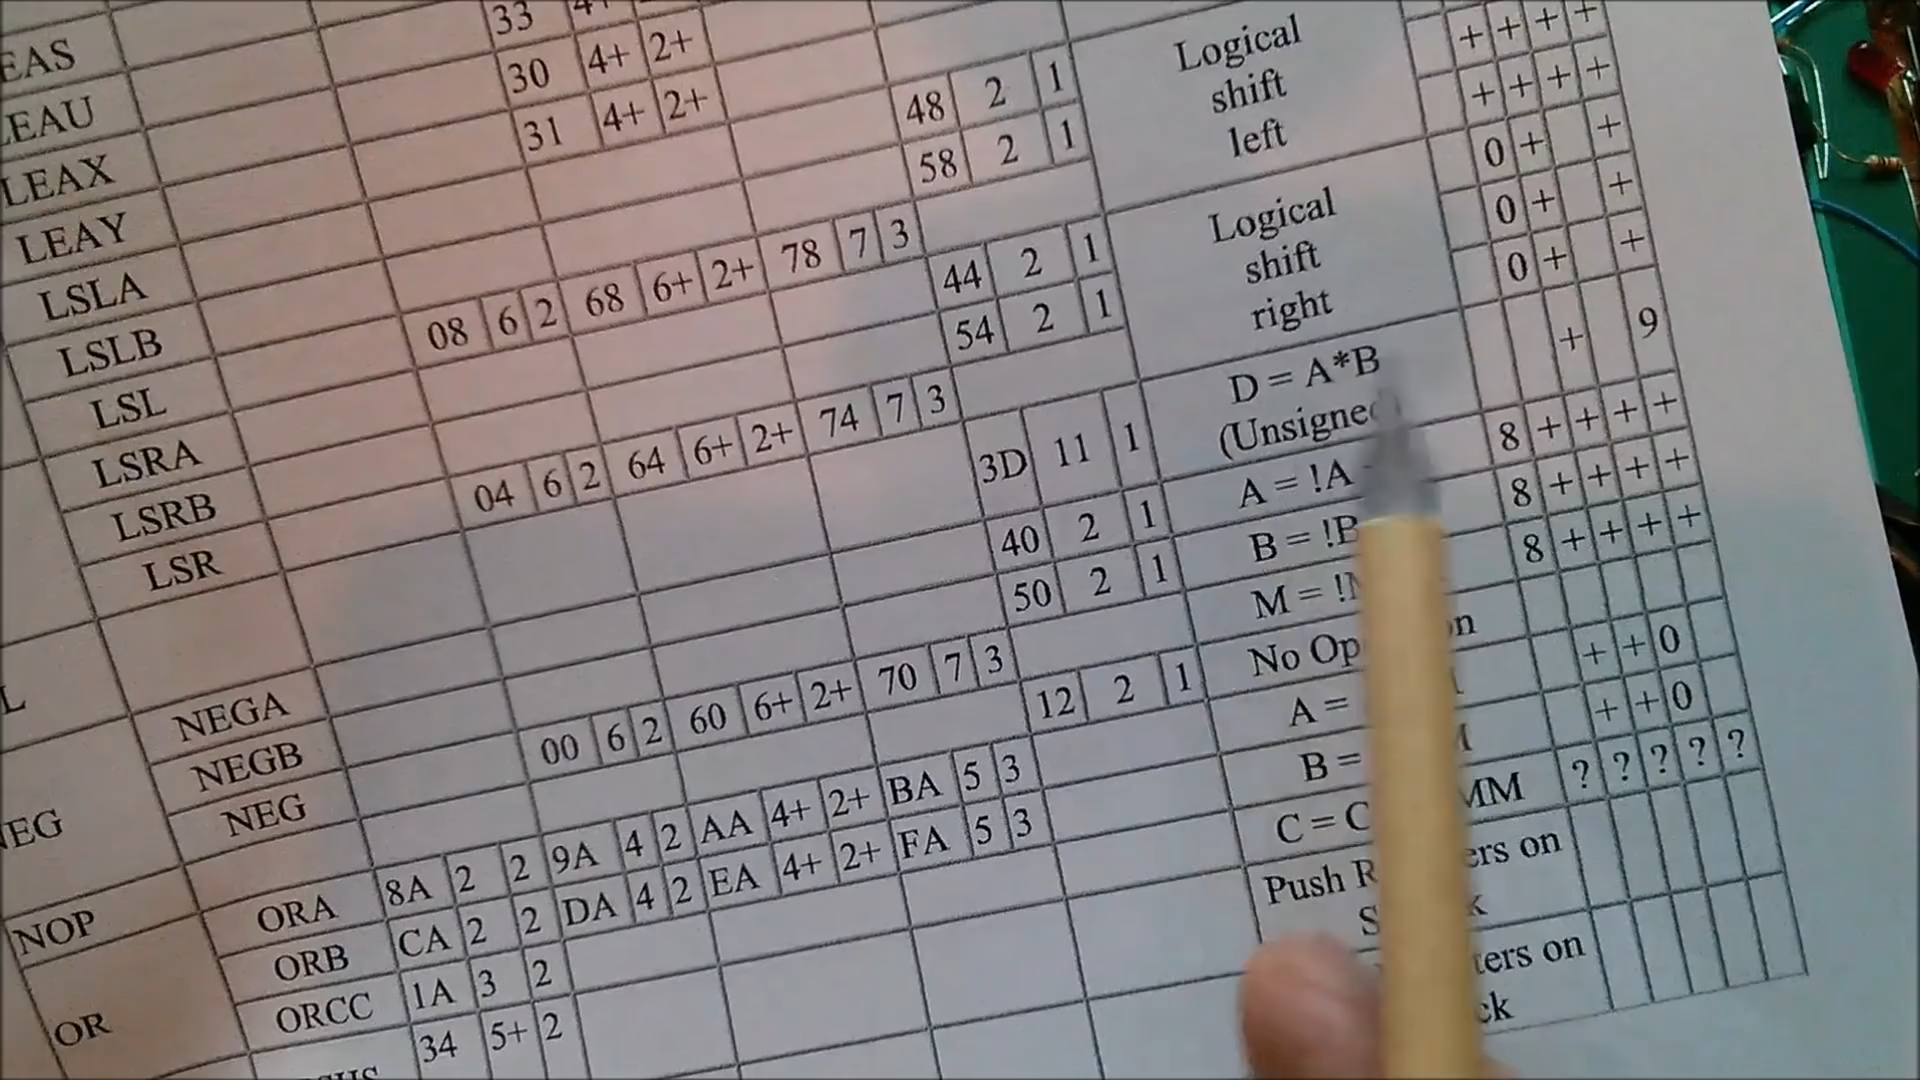 33
EAS
30 4+ 2+
LEAU
31 4+ 2+
LEAX
LEAY
LSLA 48 2 1 Logical + + + +
LSLB 58 2 1 shift + + + +
LSL 08 6 2 68 6+ 2+ 78 7 3 left
LSRA 44 2 1 Logical 0 + +
LSRB 54 2 1 shift 0 + +
LSR 04 6 2 64 6+ 2+ 74 7 3 right 0 + +
3D 11 1 D = A*B + 9
(Unsigned)
NEGA 40 2 1 A = !A 8 + + + +
NEG NEGB 50 2 1 B = !B 8 + + + +
NEG 00 6 2 60 6+ 2+ 70 7 3 M = 8 + + + +
NOP 12 2 1 No Op
ORA 8A 2 2 9A 4 2 AA 4+ 2+ BA 5 3 A = + + 0
OR ORB CA 2 2 DA 4 2 EA 4+ 2+ FA 5 3 B = + + 0
ORCC 1A 3 2 C = ? ? ? ? ?
34 5+ 2 Push on
on